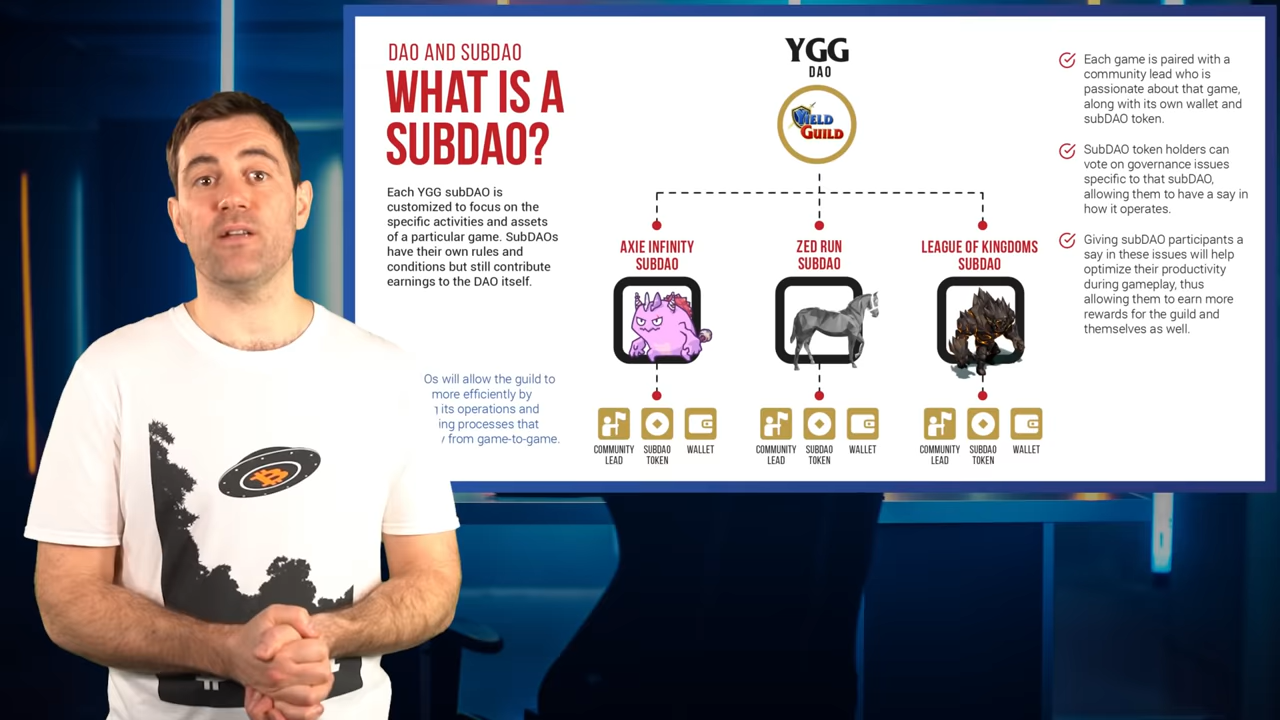 DAO AND SUBDAO
WHAT IS A
SUBDAO?
Each YGG subDAO is
customized to focus on the
specific activities and assets
of a particular game. SubDAOs
have their own rules and
conditions but still contribute
earnings to the DAO itself.
Os will allow the guild to
more efficiently by
its operations and
ing processes that
from game-to-game.
YGG
DAO
YIELD
GUILD
AXIE INFINITY
SUBDAO
ZED RUN
SUBDAO
LEAGUE OF KINGDOMS
SUBDAO
COMMUNITY
LEAD
SUBDAO
TOKEN
WALLET
COMMUNITY
LEAD
SUBDAO
TOKEN
WALLET
COMMUNITY
LEAD
SUBDAO
TOKEN
WALLET
Each game is paired with a
community lead who is
passionate about that game,
along with its own wallet and
subDAO token.
SubDAO token holders can
vote on governance issues
specific to that subDAO,
allowing them to have a say in
how it operates.
Giving subDAO participants a
say in these issues will help
optimize their productivity
during gameplay, thus
allowing them to earn more
rewards for the guild and
themselves as well.